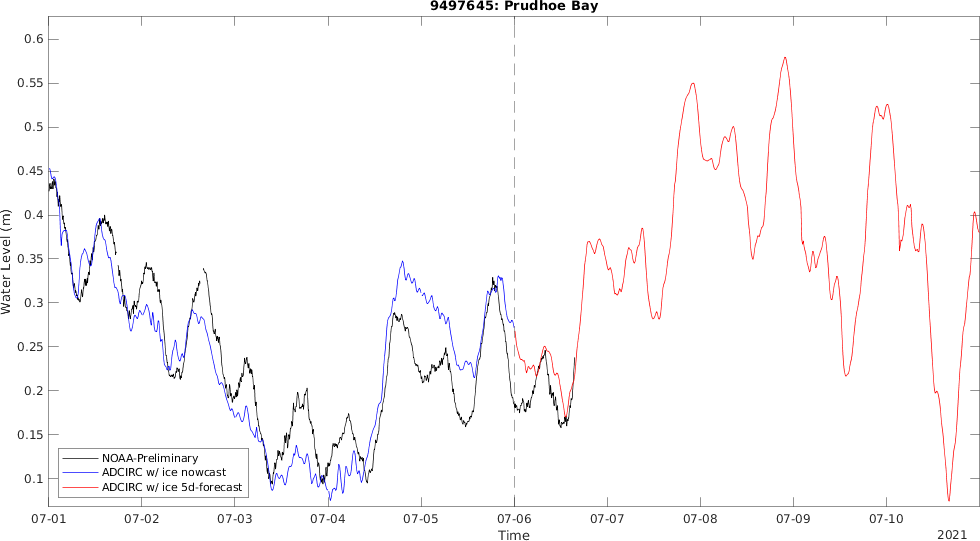 9497645: Prudhoe Bay
0.6
0.55
0.5
0.45
0.4
0.35
0.3
0.25
0.2
0.15
0.1
Water Level (m)
NOAA-Preliminary
ADCIRC w/ ice nowcast
ADCIRC w/ ice 5d-forecast
07-01 07-02 07-03 07-04 07-05 07-06 07-07 07-08 07-09 07-10
Time
2021